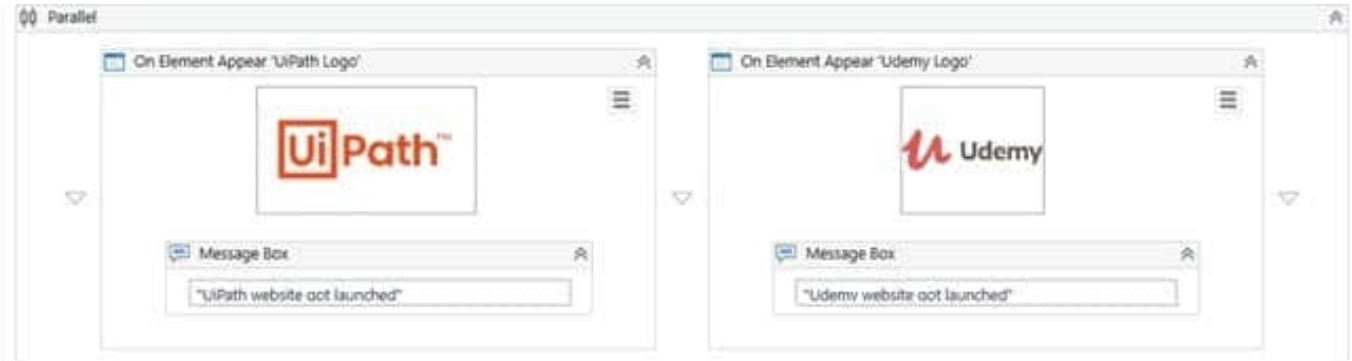 Parallel
On Element Appear 'UiPath Logo'
On Element Appear 'Udemy Logo'
UiPath™
Udemy
Message Box
Message Box
"UiPath website got launched"
"Udemy website got launched"